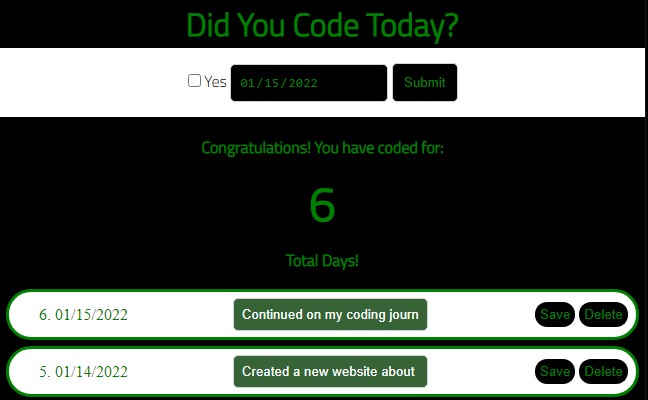 Did You Code Today?
Yes 01/15/2022 Submit
Congratulations! You have coded for:
6
Total Days!
6. 01/15/2022 Continued on my coding journ Save Delete
5. 01/14/2022 Created a new website about Save Delete